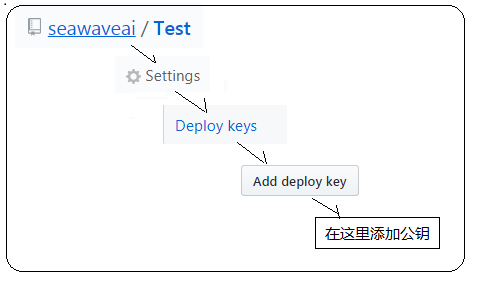 seawaveai / Test
Settings
Deploy keys
Add deploy key
在这里添加公钥